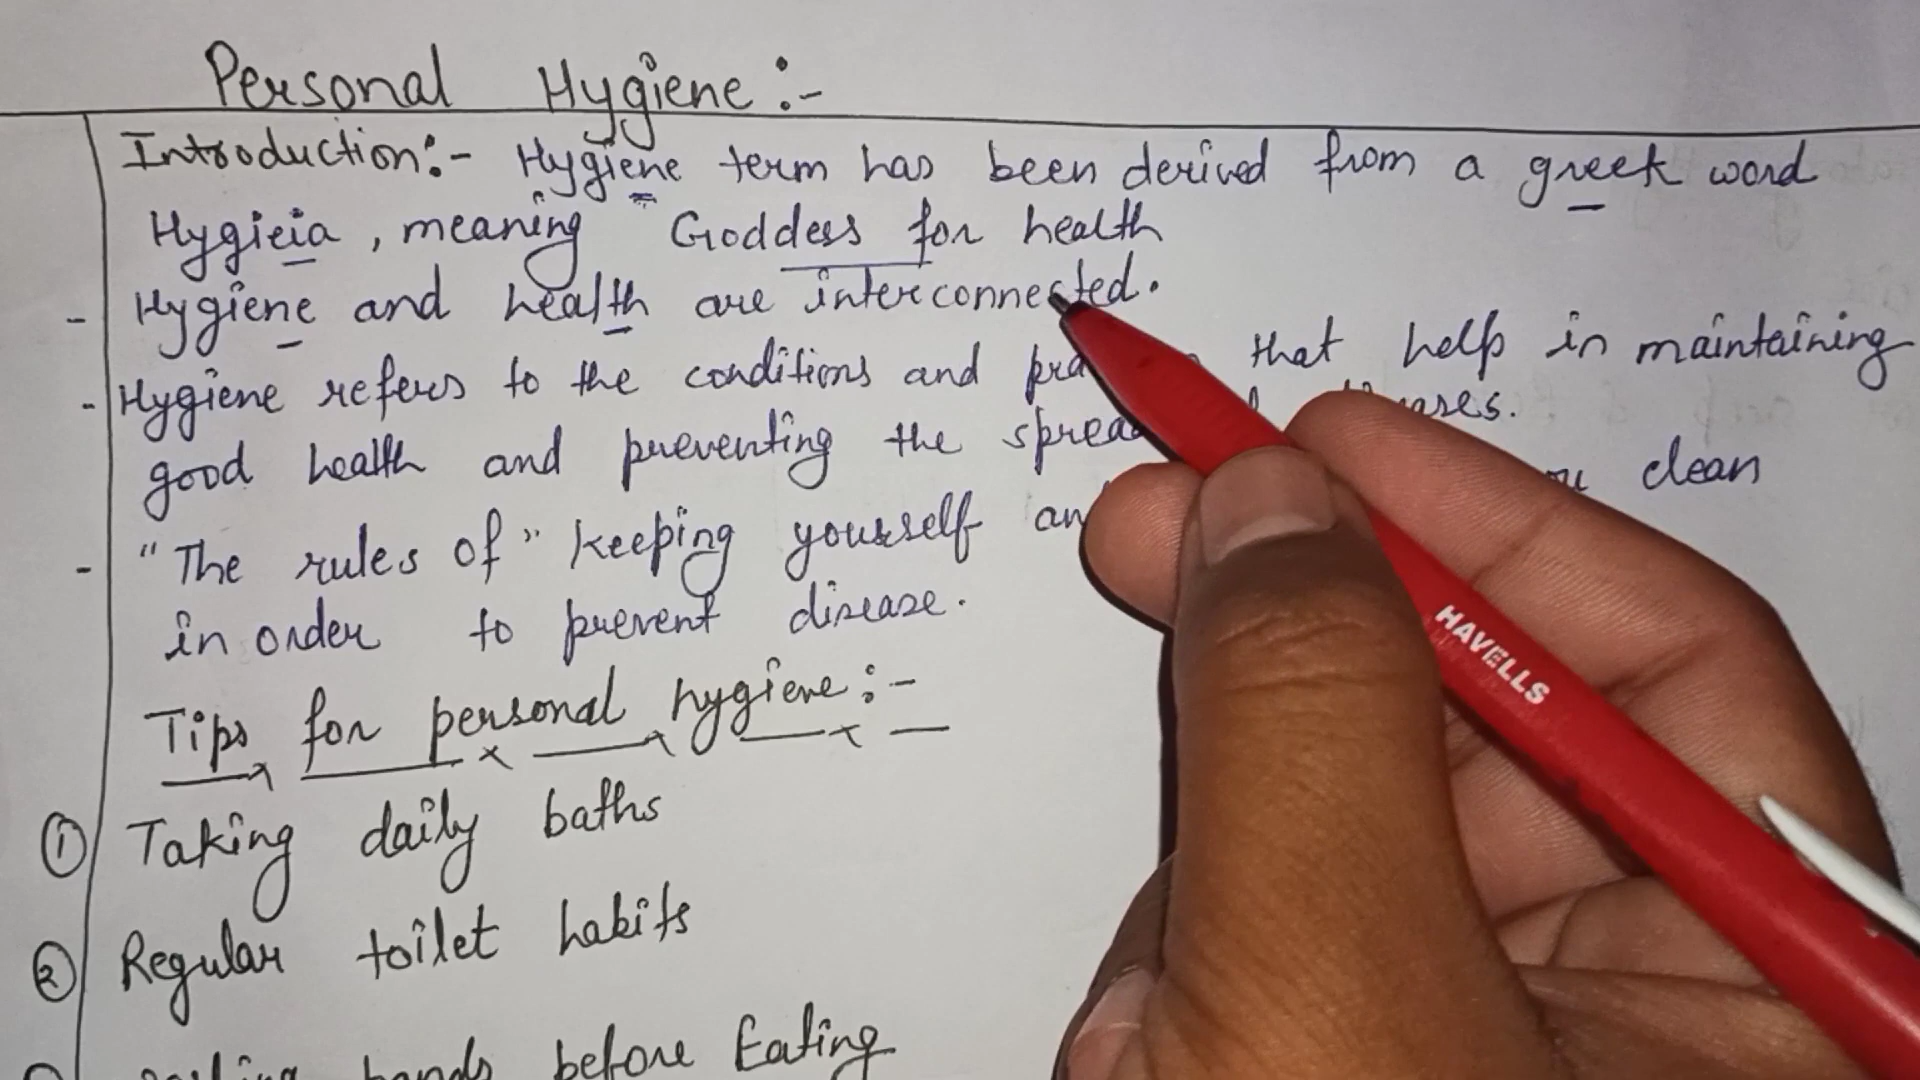 Personal Hygiene:-
Introduction:- Hygiene term has been derived from a greek word
Hygieia, meaning Goddess for health
- Hygiene and health are interconnected.
- Hygiene refers to the conditions and that help in maintaining
good health and preventing the
- "The rules of" keeping yourself clean
in order to prevent disease.
Tips for personal hygiene:-
① Taking daily baths
② Regular toilet habits
hands before Eating
HAVELLS